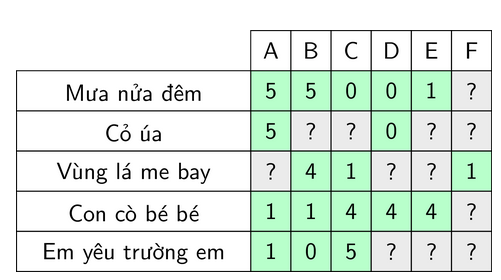 A B C D E F
Mưa nửa đêm 5 5 0 0 1 ?
Cỏ úa 5 ? ? 0 ? ?
Vùng lá me bay ? 4 1 ? ? 1
Con cò bé bé 1 1 4 4 4 ?
Em yêu trường em 1 0 5 ? ? ?